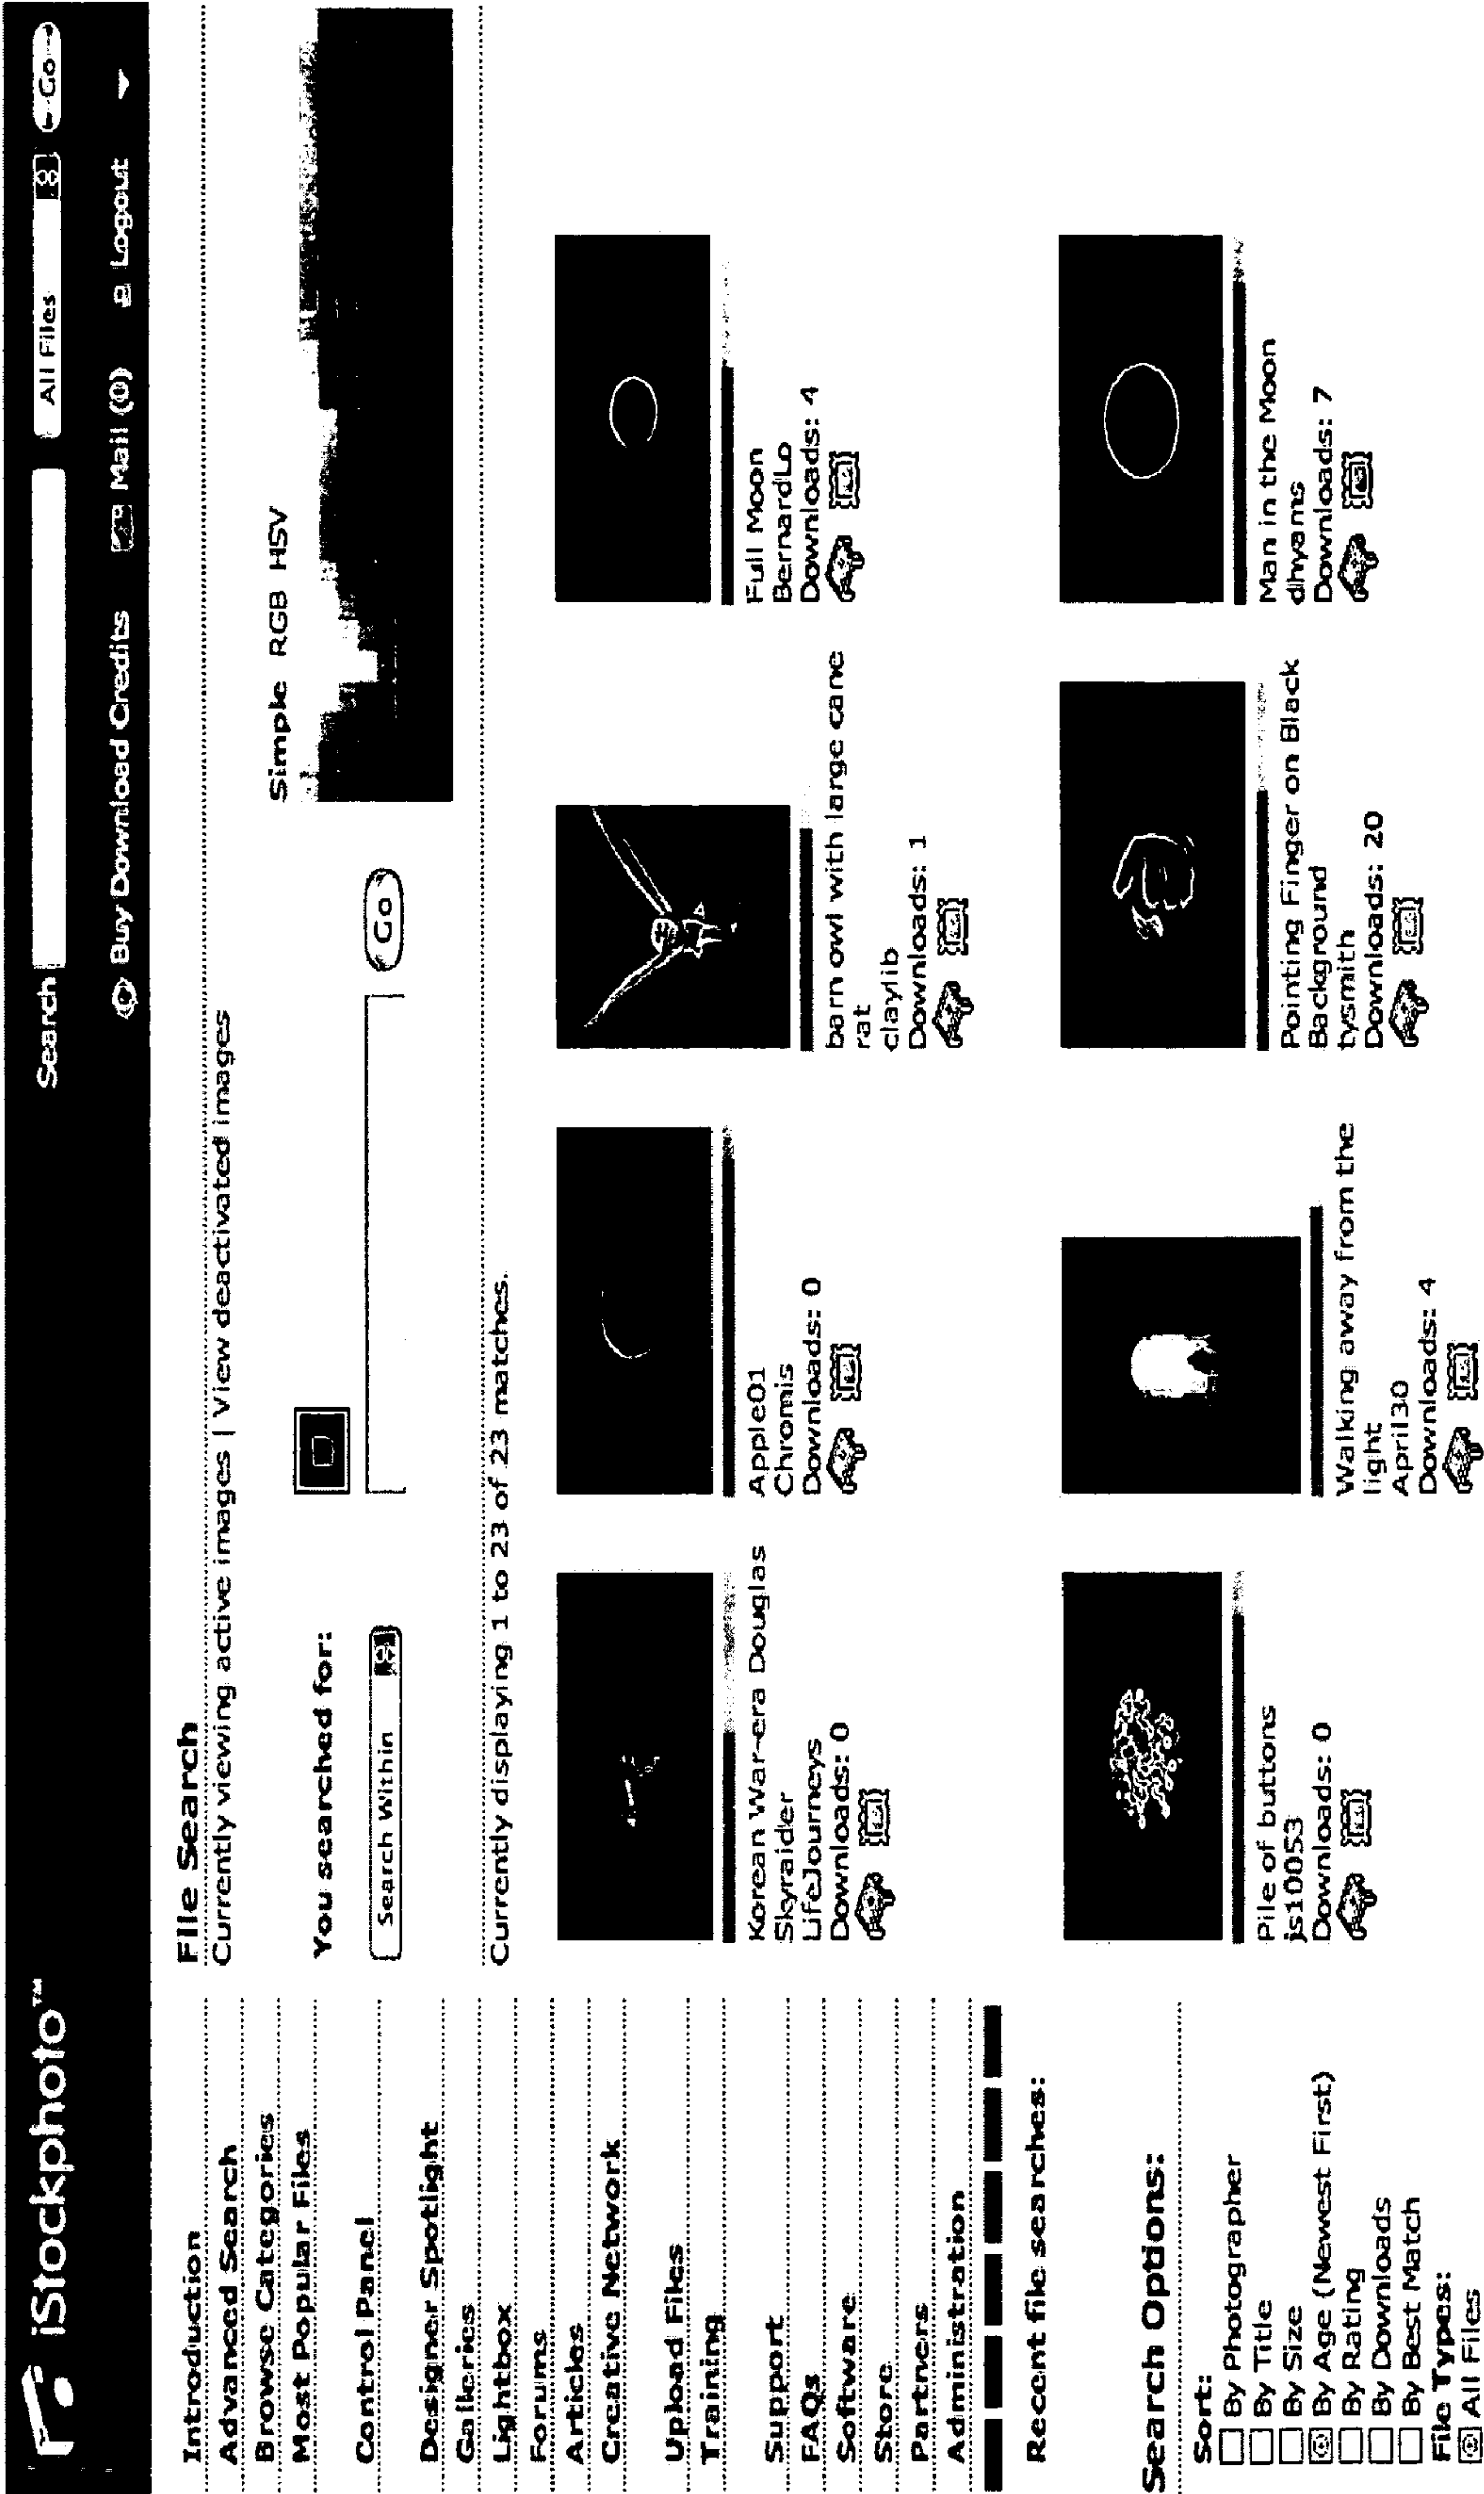 iStockphoto™
Search
All Files
Go
Buy Download Credits
Mail (0)
Logout
Introduction
Advanced Search
Browse Categories
Most Popular Files
Control Panel
Designer Spotlight
Galleries
Lightbox
Forums
Articles
Creative Network
Upload Files
Training
Support
FAQs
Software
Store
Partners
Administration
Recent file searches:
Search Options:
Sort:
By Photographer
By Title
By Size
By Age (Newest First)
By Rating
By Downloads
By Best Match
File Types:
All Files
File Search
Currently viewing active images | View deactivated images
You searched for:
Simple RGB HSV
Search Within
Go
Currently displaying 1 to 23 of 23 matches.
Korean War-era Douglas
Skyraider
LifeJourneys
Downloads: 0
Apple01
Chromis
Downloads: 0
barn owl with large cane
rat
claylib
Downloads: 1
Full Moon
BernardLo
Downloads: 4
Pile of buttons
js10053
Downloads: 0
Walking away from the
light
April30
Downloads: 4
Pointing Finger on Black
Background
tysmith
Downloads: 20
Man in the Moon
dhyams
Downloads: 7